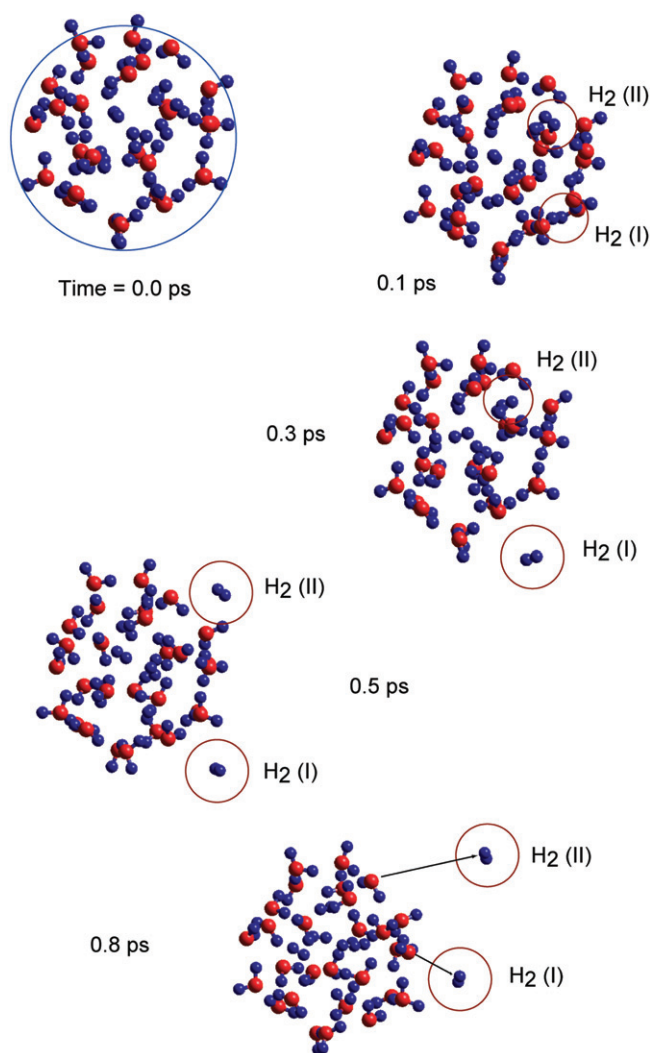 H2 (II)
H2 (I)
Time = 0.0 ps
0.1 ps
H2 (II)
0.3 ps
H2 (I)
H2 (II)
0.5 ps
H2 (I)
H2 (II)
0.8 ps
H2 (I)